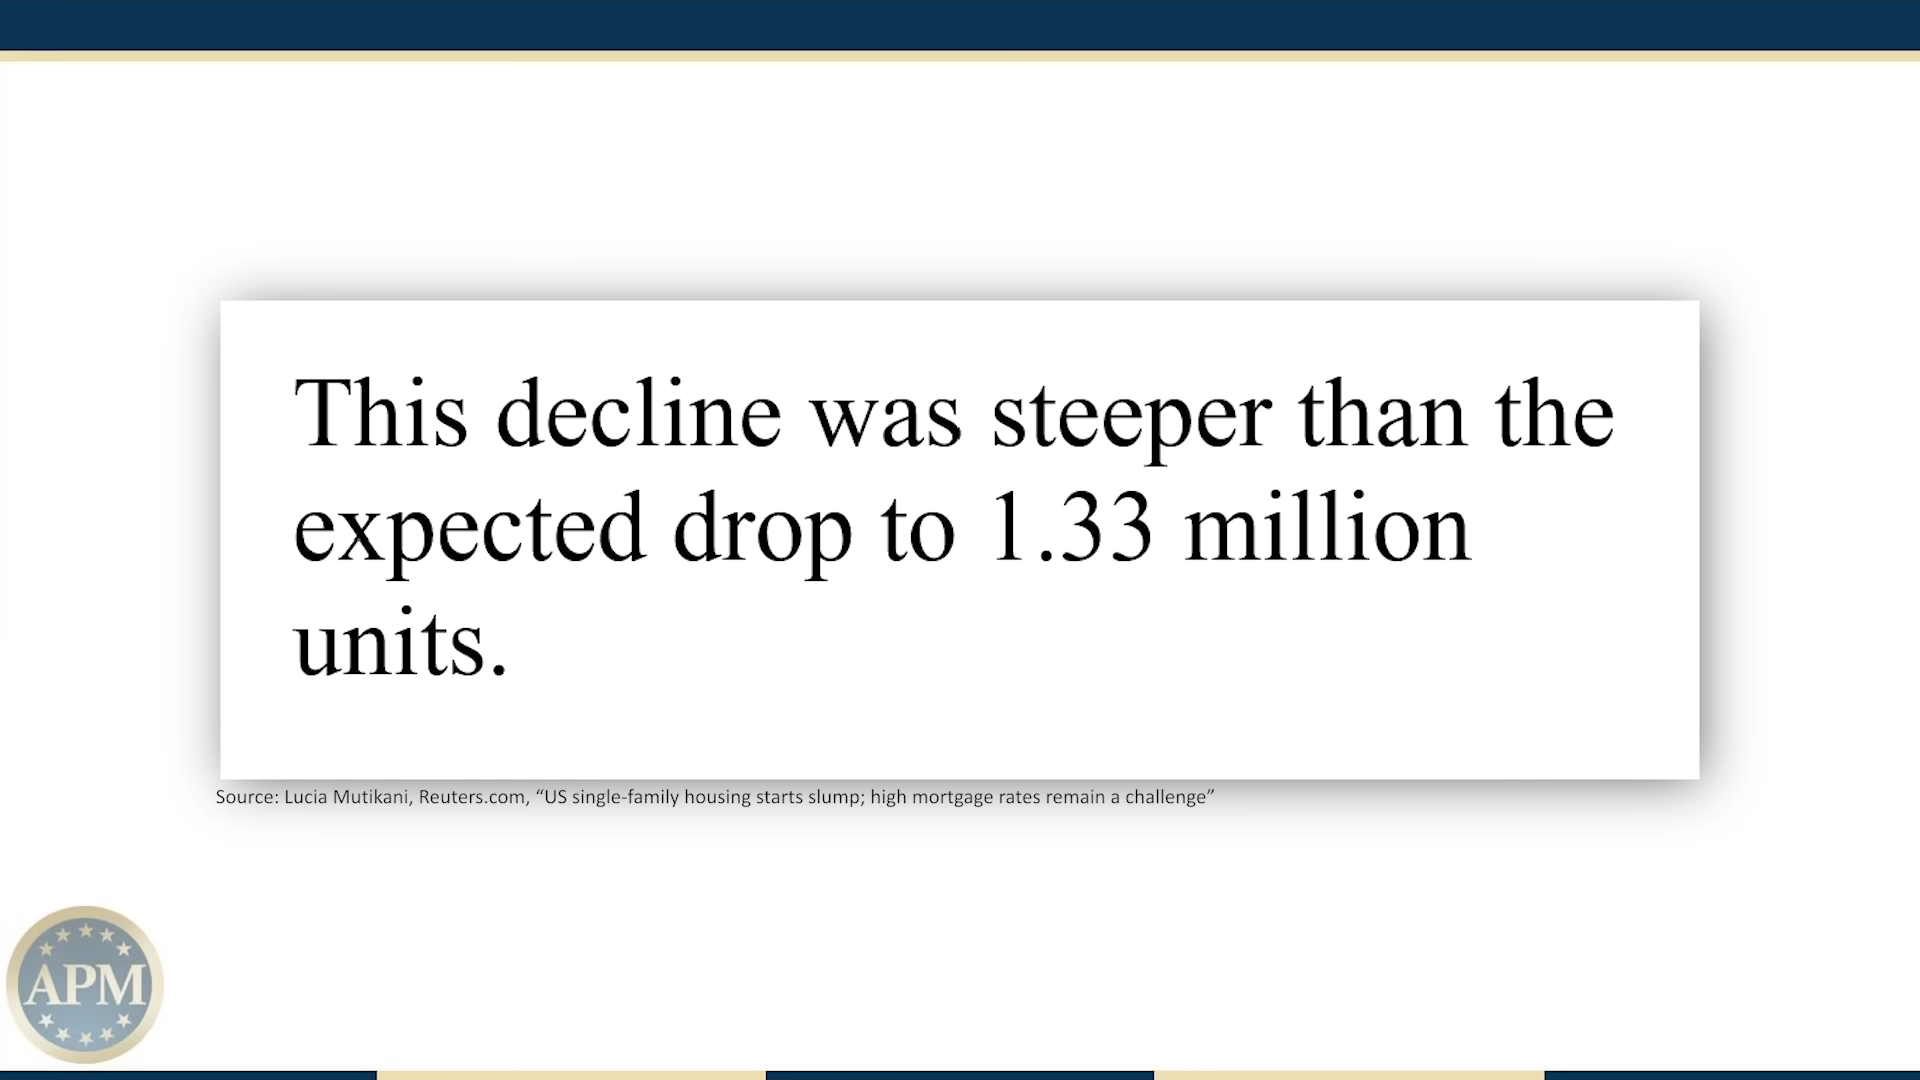 This decline was steeper than the
expected drop to 1.33 million
units.
Source: Lucia Mutikani, Reuters.com, “US single-family housing starts slump; high mortgage rates remain a challenge”
APM